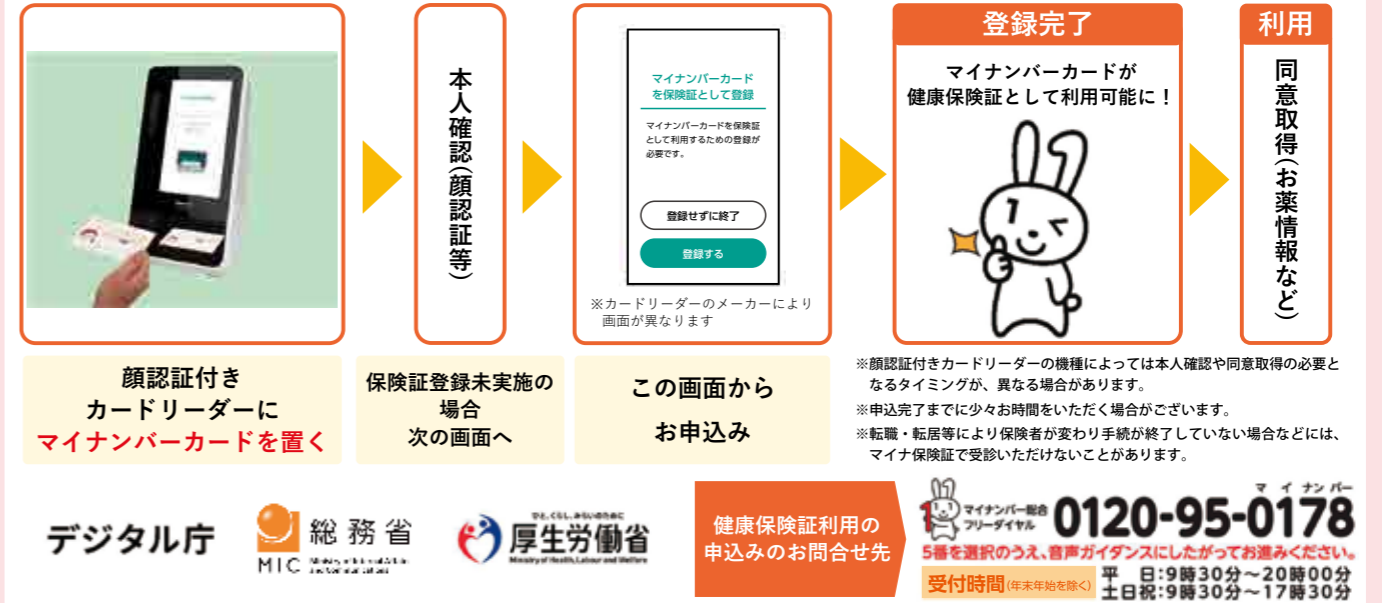 本人確認(顔認証等)
マイナンバーカード
を保険証として登録
マイナンバーカードを保険証
として利用するための登録が
必要です。
登録せずに終了
登録する
※カードリーダーのメーカーにより
画面が異なります
登録完了
マイナンバーカードが
健康保険証として利用可能に！
利用
同意取得(お薬情報など)
顔認証付き
カードリーダーに
マイナンバーカードを置く
保険証登録未実施の
場合
次の画面へ
この画面から
お申込み
※顔認証付きカードリーダーの機種によっては本人確認や同意取得の必要と
なるタイミングが、異なる場合があります。
※申込完了までに少々お時間をいただく場合がございます。
※転職・転居等により保険者が変わり手続が終了していない場合などには、
マイナ保険証で受診いただけないことがあります。
デジタル庁
総務省
MIC
ひと、くらし、みらいのために
厚生労働省
Ministry of Health, Labour and Welfare
健康保険証利用の
申込みのお問合せ先
マイナンバー総合
フリーダイヤル
マイナンバー
0120-95-0178
5番を選択のうえ、音声ガイダンスにしたがってお進みください。
受付時間(年末年始を除く)
平　日:9時30分～20時00分
土日祝:9時30分～17時30分